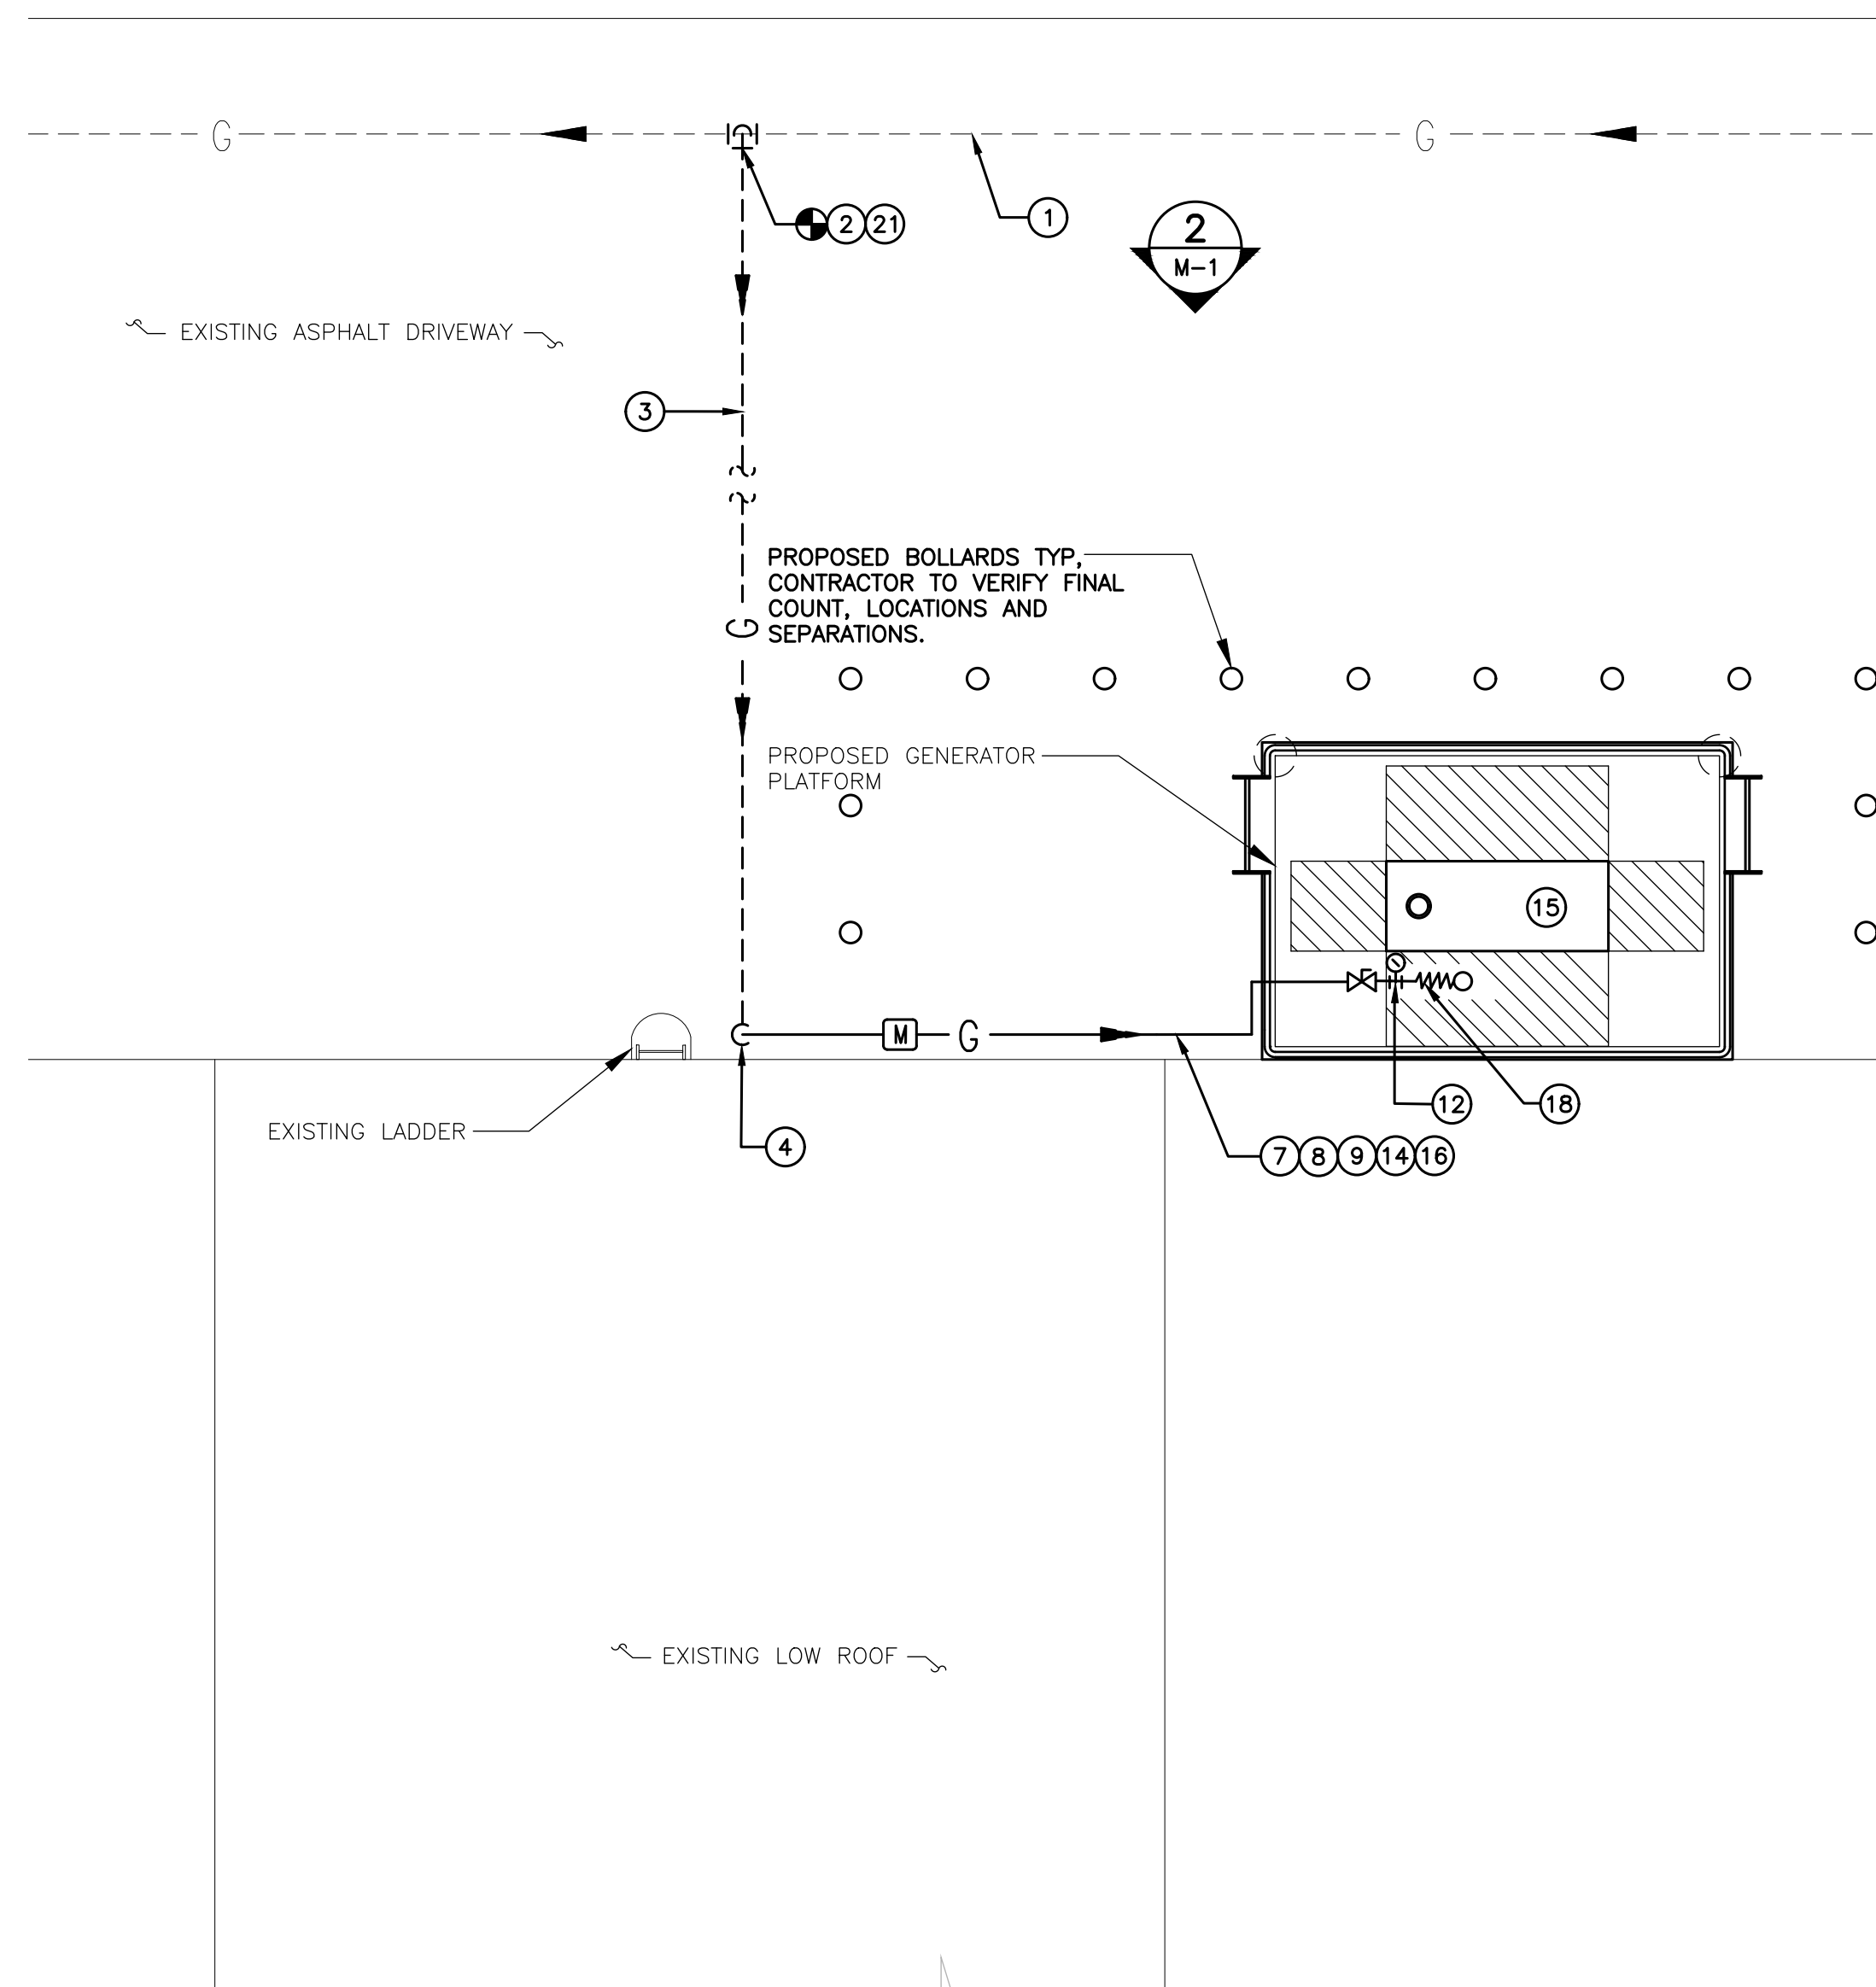 G
G
2 21
1
2
M-1
EXISTING ASPHALT DRIVEWAY
3
PROPOSED BOLLARDS TYP,
CONTRACTOR TO VERIFY FINAL
COUNT, LOCATIONS AND
SEPARATIONS.
G
PROPOSED GENERATOR
PLATFORM
15
M
G
EXISTING LADDER
4
12
18
7 8 9 14 16
EXISTING LOW ROOF